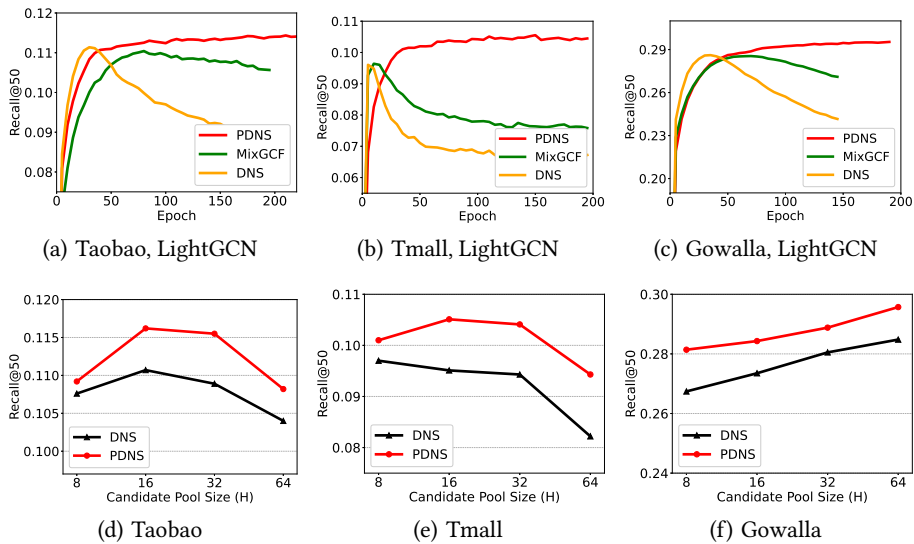 0.12
0.11
0.10
0.09
0.08
Recall@50
PDNS
MixGCF
DNS
0 50 100 150 200
Epoch
(a) Taobao, LightGCN
0.11
0.10
0.09
0.08
0.07
0.06
Recall@50
PDNS
MixGCF
DNS
0 50 100 150 200
Epoch
(b) Tmall, LightGCN
0.29
0.26
0.23
0.20
Recall@50
PDNS
MixGCF
DNS
0 50 100 150 200
Epoch
(c) Gowalla, LightGCN
0.120
0.115
0.110
0.105
0.100
Recall@50
DNS
PDNS
8 16 32 64
Candidate Pool Size (H)
(d) Taobao
0.11
0.10
0.09
0.08
Recall@50
DNS
PDNS
8 16 32 64
Candidate Pool Size (H)
(e) Tmall
0.30
0.28
0.26
0.24
Recall@50
DNS
PDNS
8 16 32 64
Candidate Pool Size (H)
(f) Gowalla